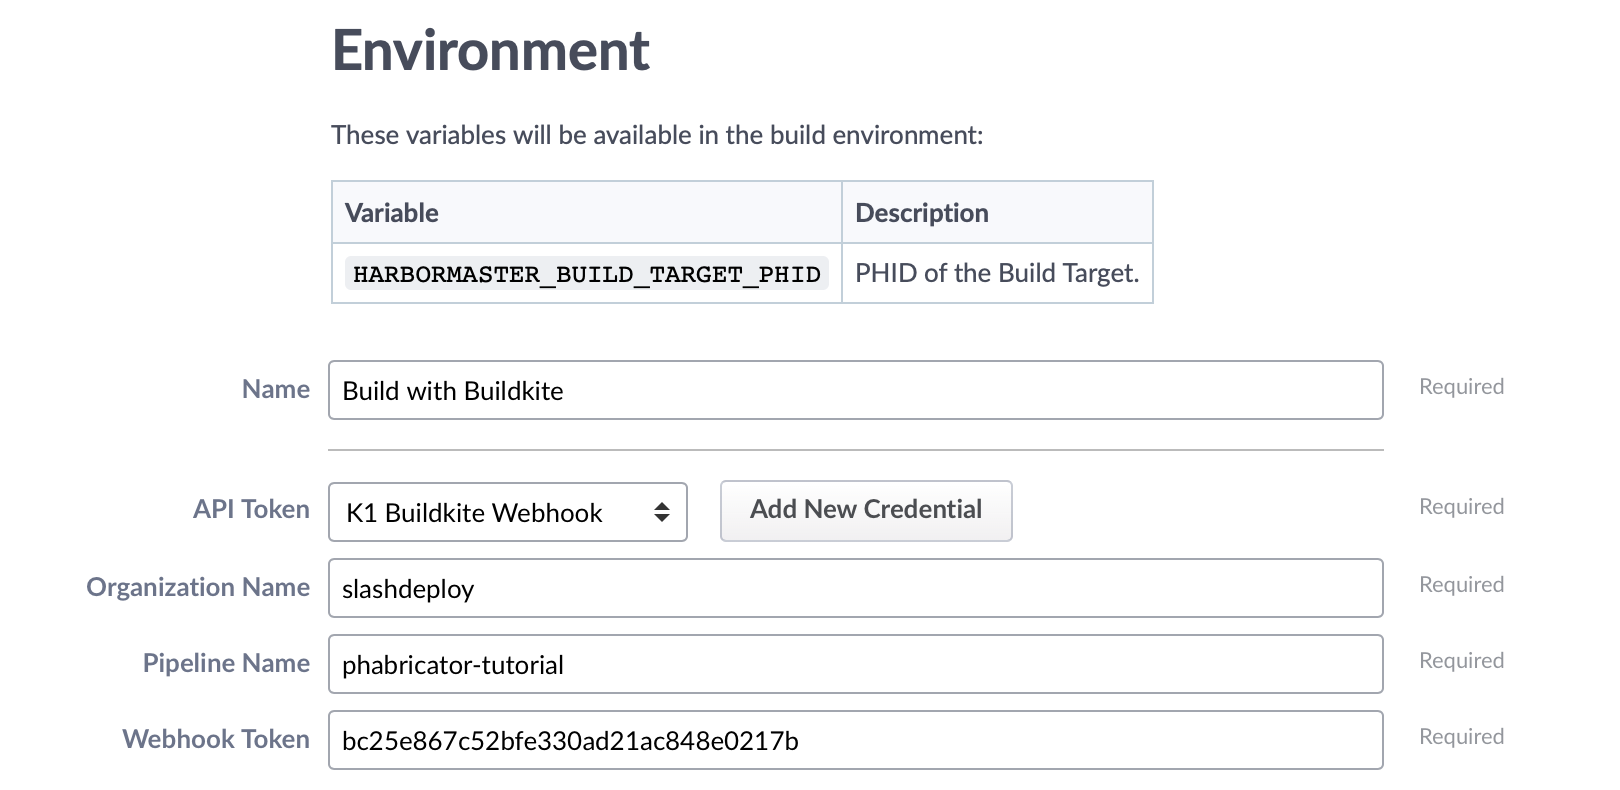 Environment
These variables will be available in the build environment:
Variable Description
HARBORMASTER_BUILD_TARGET_PHID PHID of the Build Target.
Name Build with Buildkite Required
API Token K1 Buildkite Webhook Add New Credential Required
Organization Name slashdeploy Required
Pipeline Name phabricator-tutorial Required
Webhook Token bc25e867c52bfe330ad21ac848e0217b Required